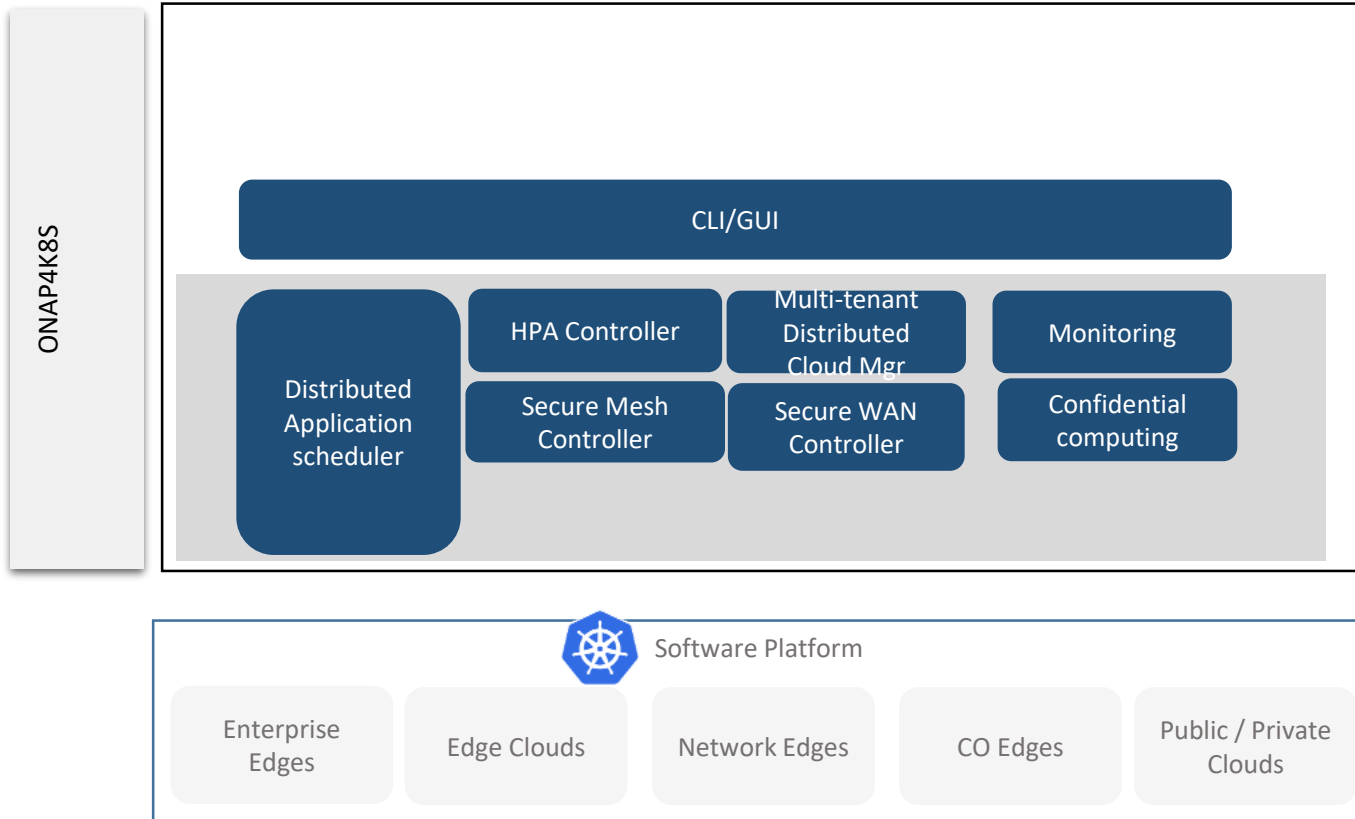 ONAP4K8S
CLI/GUI
Distributed
Application
scheduler
HPA Controller
Multi-tenant
Distributed
Cloud Mgr
Monitoring
Secure Mesh
Controller
Secure WAN
Controller
Confidential
computing
Software Platform
Enterprise
Edges
Edge Clouds
Network Edges
CO Edges
Public / Private
Clouds